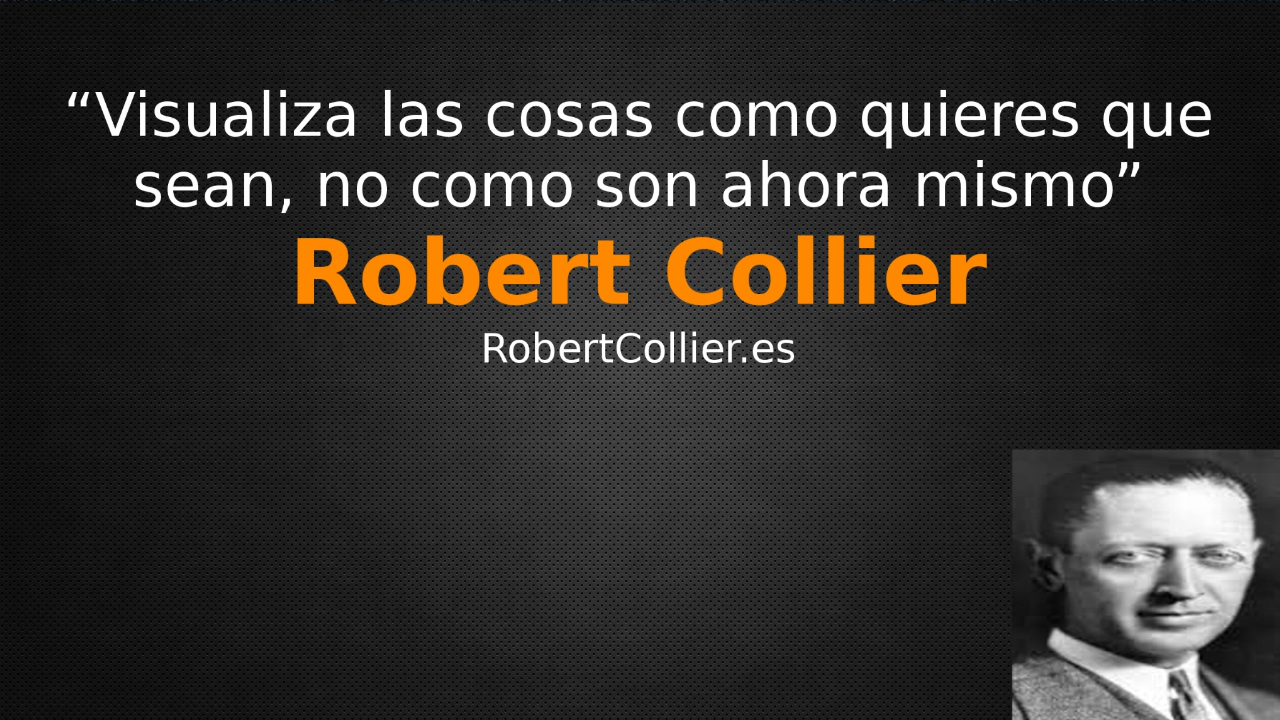 “Visualiza las cosas como quieres que
sean, no como son ahora mismo”
Robert Collier
RobertCollier.es